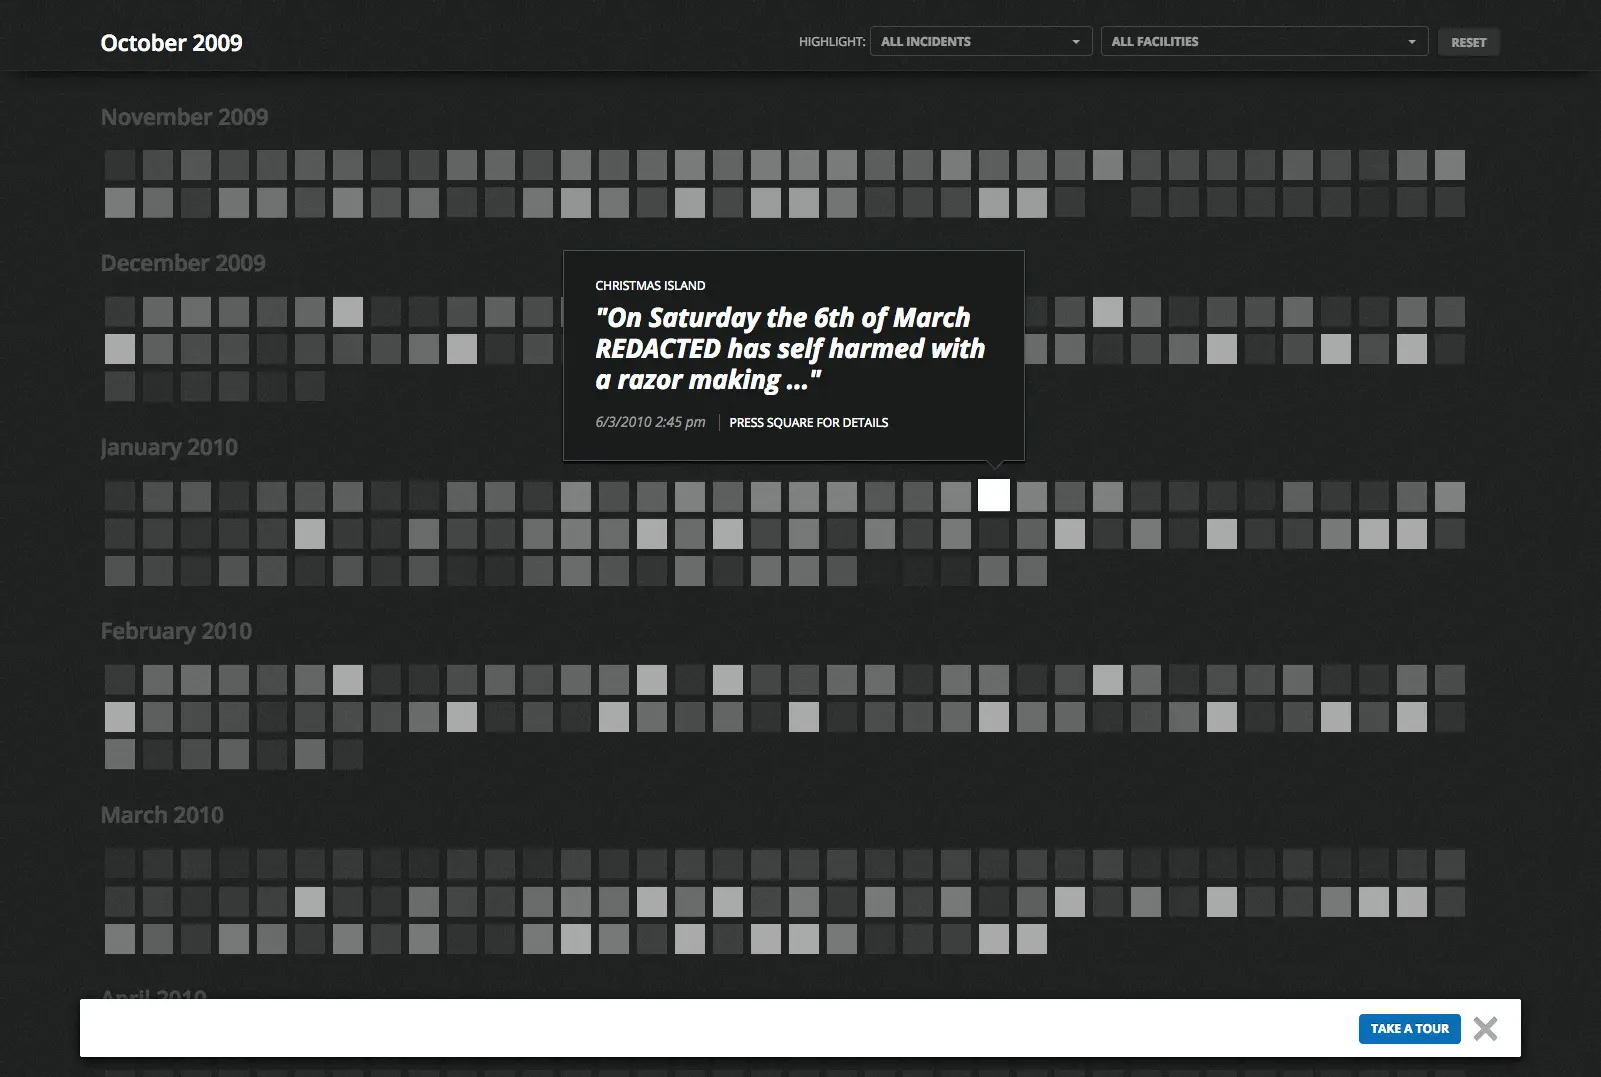 October 2009
HIGHLIGHT:
ALL INCIDENTS
ALL FACILITIES
RESET
November 2009
December 2009
CHRISTMAS ISLAND
"On Saturday the 6th of March
REDACTED has self harmed with
a razor making ..."
6/3/2010 2:45 pm
PRESS SQUARE FOR DETAILS
January 2010
February 2010
March 2010
April 2010
TAKE A TOUR